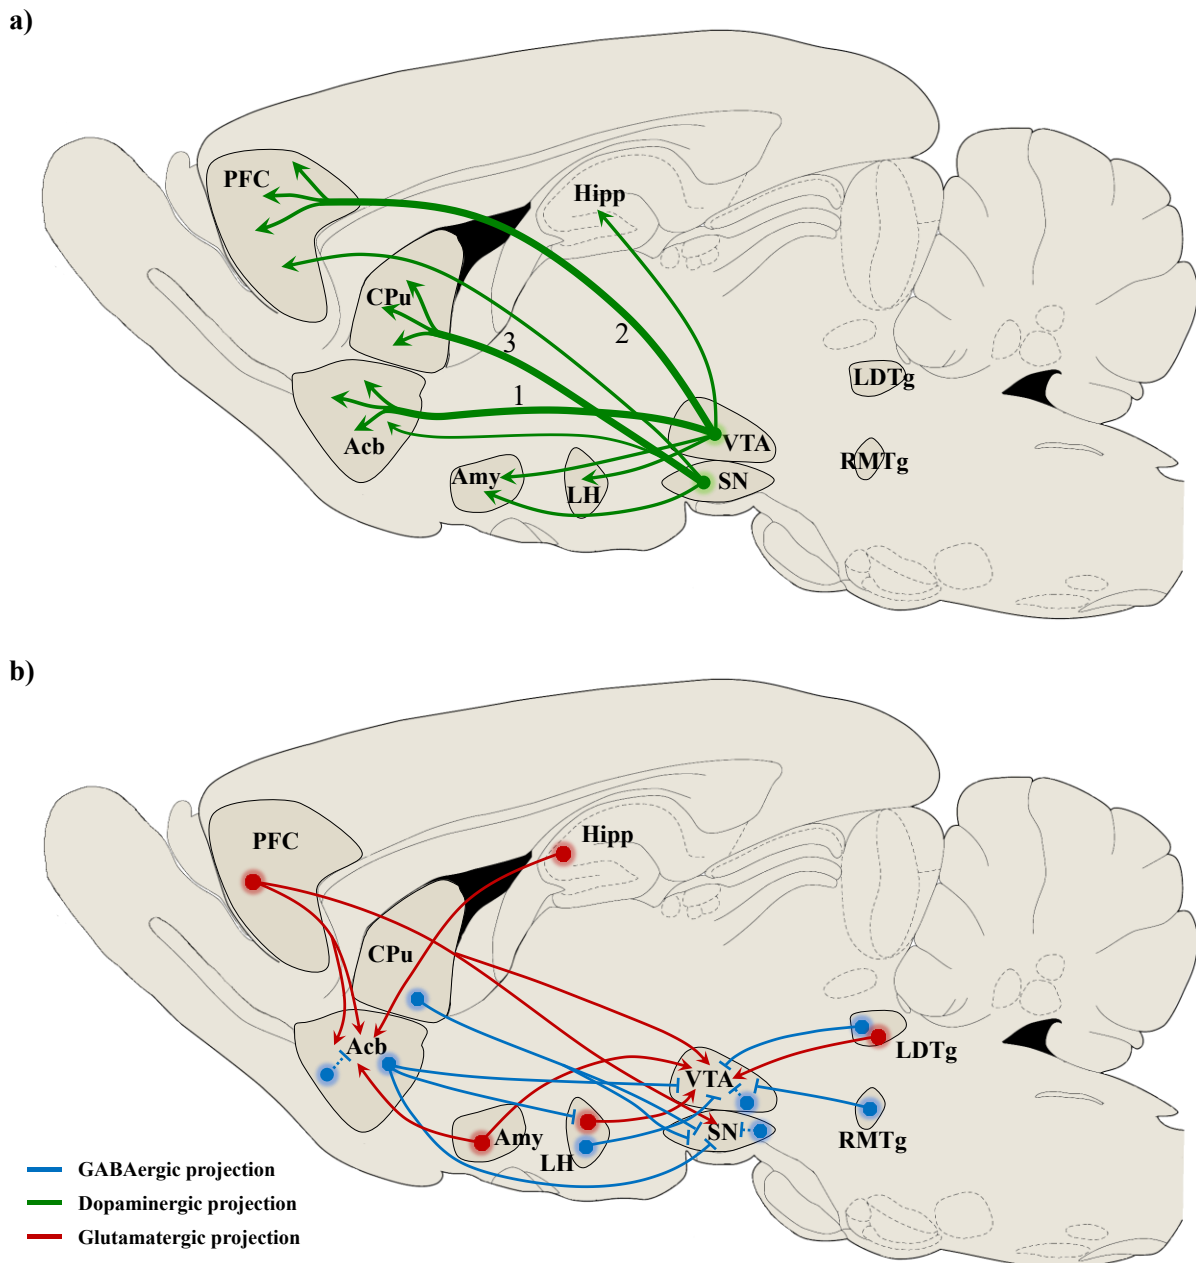 a)
PFC
Hipp
CPu
2
3
1
LDTg
Acb
VTA
RMTg
Amy
SN
LH
b)
PFC
Hipp
CPu
Acb
LDTg
VTA
SN
Amy
RMTg
LH
GABAergic projection
Dopaminergic projection
Glutamatergic projection